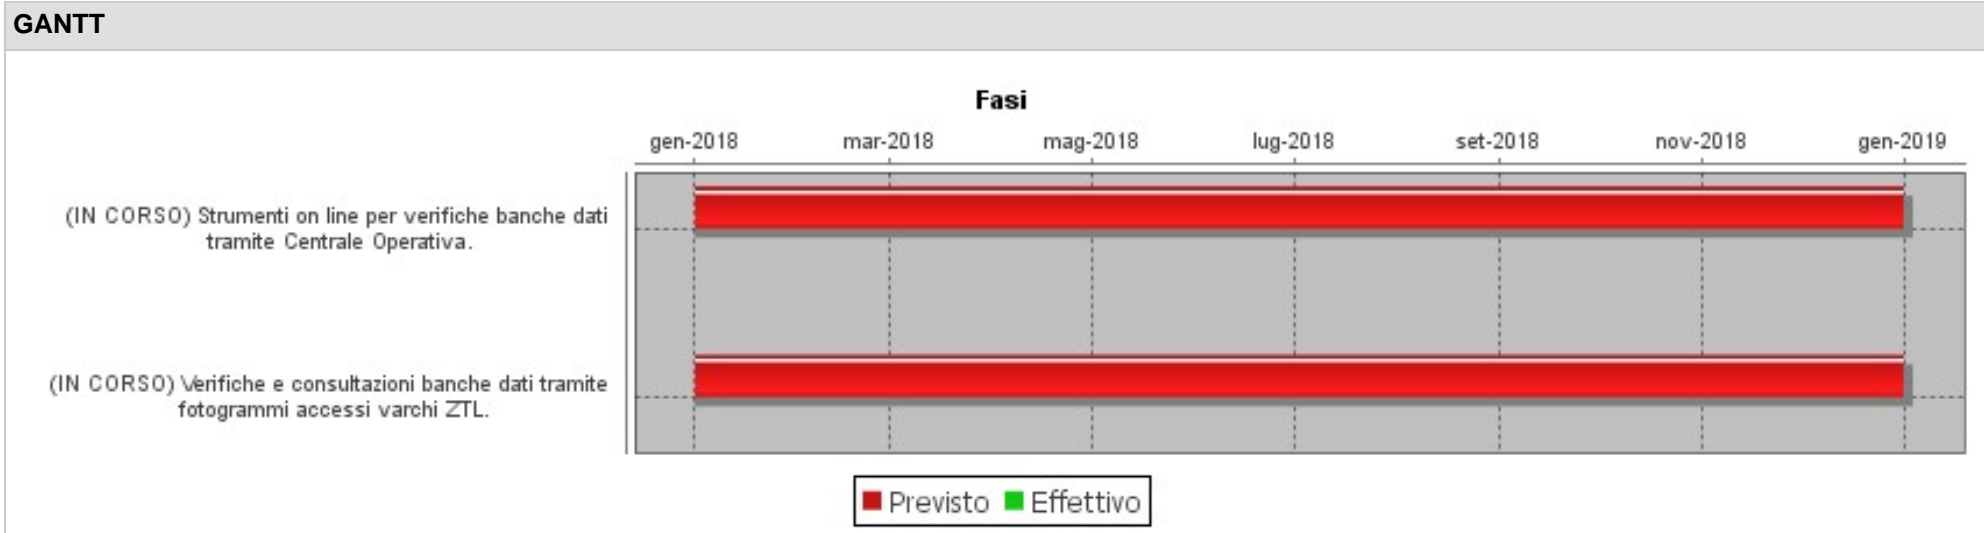 GANTT
Fasi
gen-2018 mar-2018 mag-2018 lug-2018 set-2018 nov-2018 gen-2019
(IN CORSO) Strumenti on line per verifiche banche dati
tramite Centrale Operativa.
(IN CORSO) Verifiche e consultazioni banche dati tramite
fotogrammi accessi varchi ZTL.
Previsto Effettivo